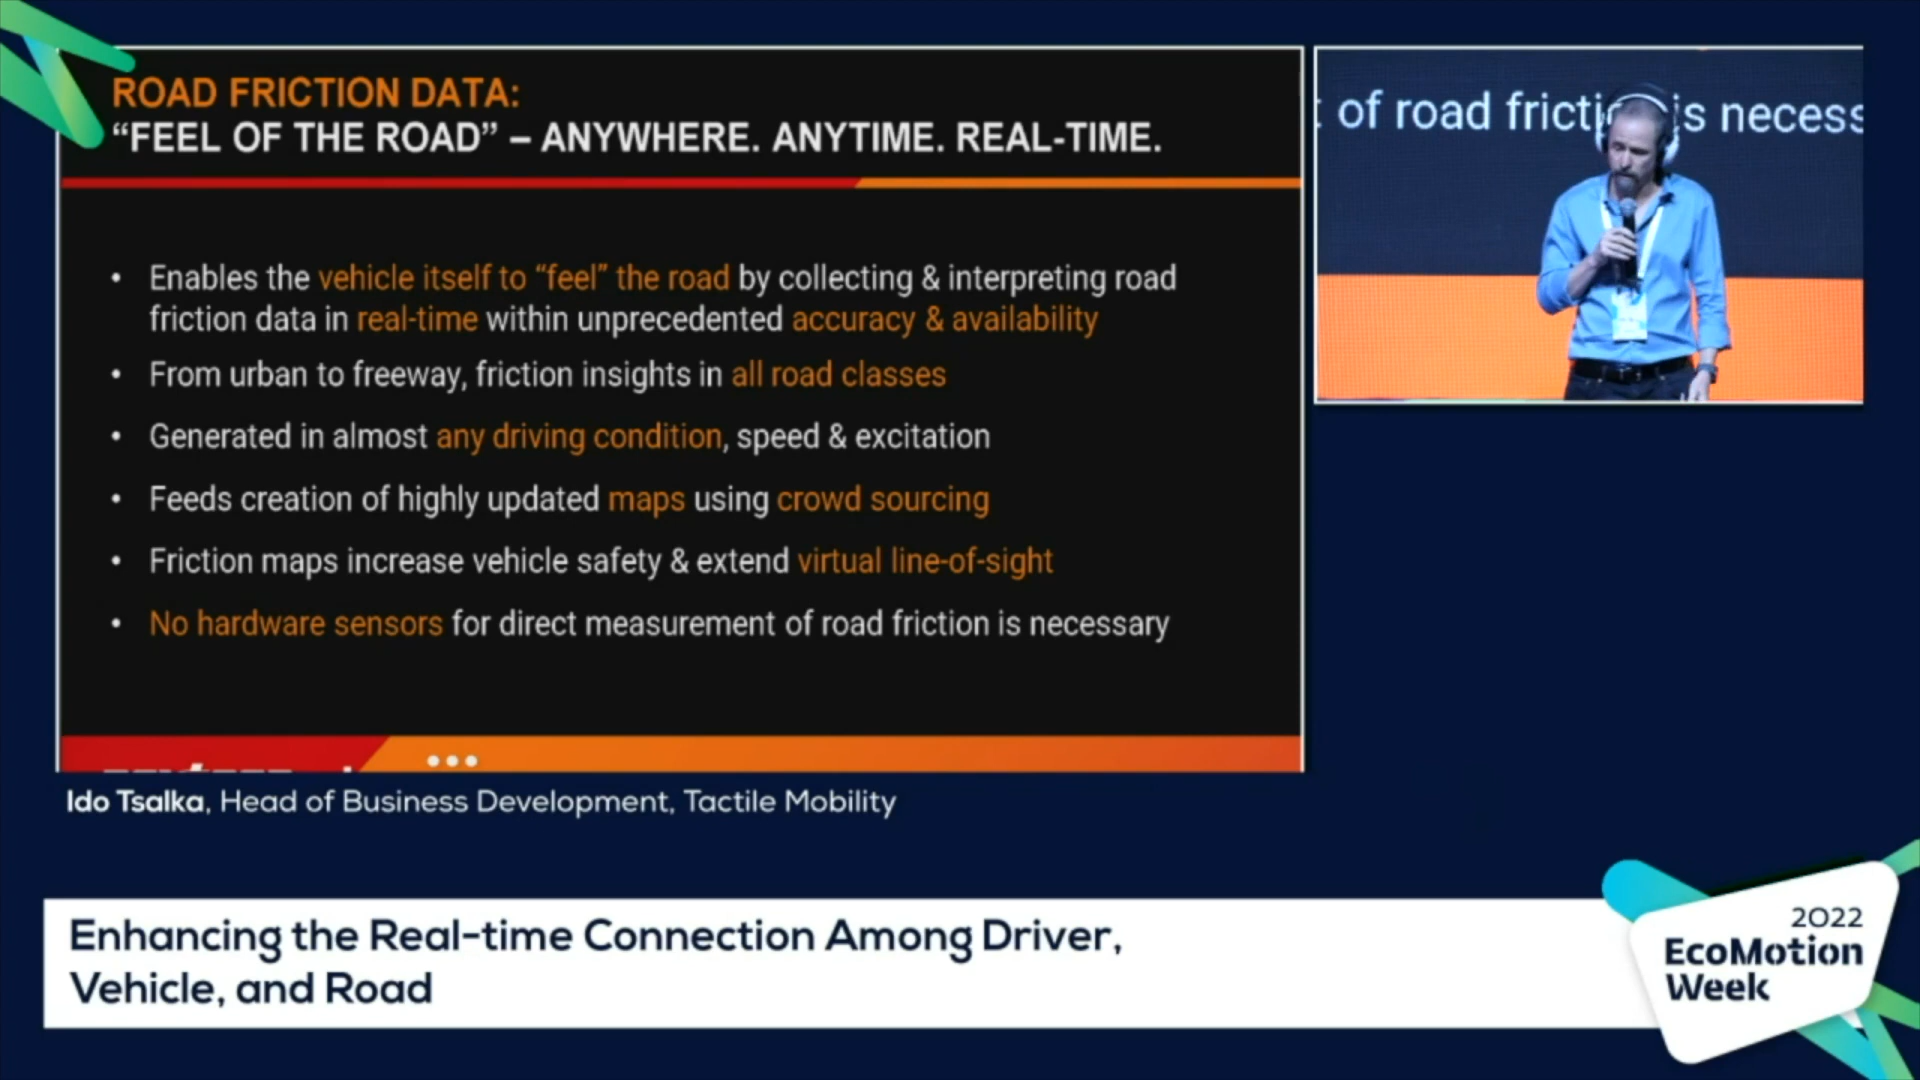 ROAD FRICTION DATA:
“FEEL OF THE ROAD” – ANYWHERE. ANYTIME. REAL-TIME.
• Enables the vehicle itself to “feel” the road by collecting & interpreting road
friction data in real-time within unprecedented accuracy & availability
• From urban to freeway, friction insights in all road classes
• Generated in almost any driving condition, speed & excitation
• Feeds creation of highly updated maps using crowd sourcing
• Friction maps increase vehicle safety & extend virtual line-of-sight
• No hardware sensors for direct measurement of road friction is necessary
of road is
Ido Tsalka, Head of Business Development, Tactile Mobility
Enhancing the Real-time Connection Among Driver,
Vehicle, and Road
2022
EcoMotion
Week